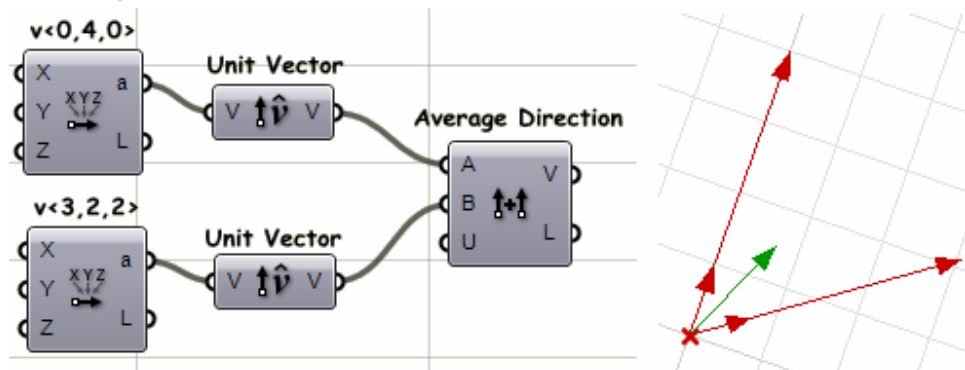 v<0,4,0>
X
Y
Z
XYZ
a
L
Unit Vector
V v̂ V
Average Direction
A
B
U
V
L
v<3,2,2>
X
Y
Z
XYZ
a
L
Unit Vector
V v̂ V